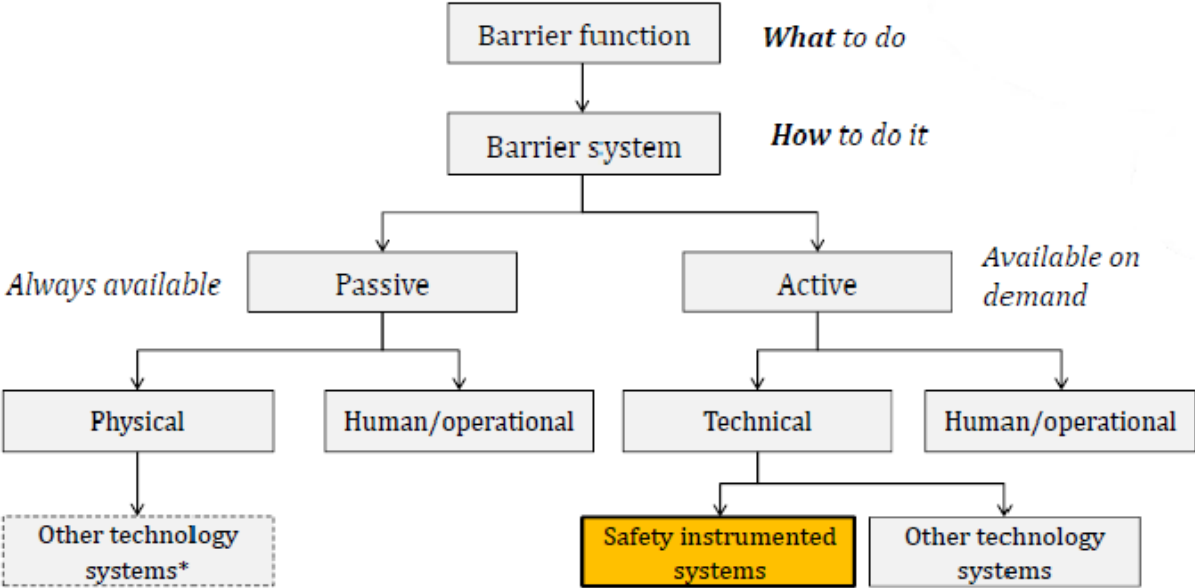 Barrier function
What to do
Barrier system
How to do it
Always available
Passive
Active
Available on
demand
Physical
Human/operational
Technical
Human/operational
Other technology
systems*
Safety instrumented
systems
Other technology
systems